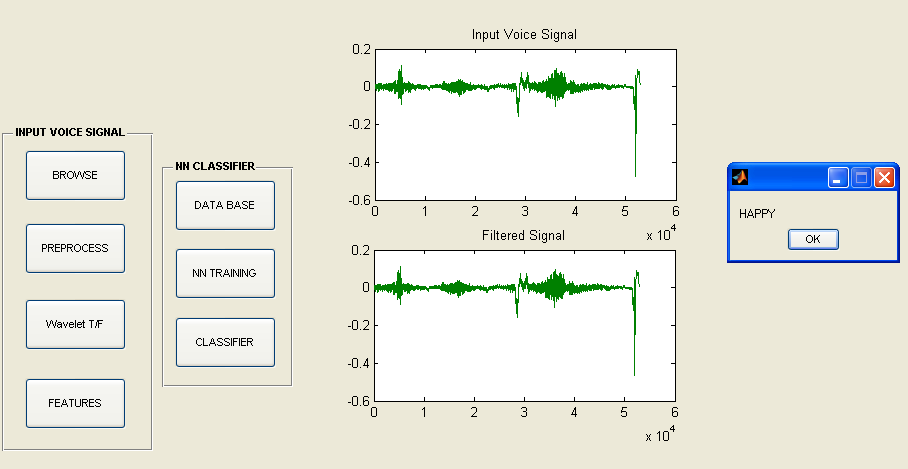 INPUT VOICE SIGNAL
BROWSE
PREPROCESS
Wavelet T/F
FEATURES
NN CLASSIFIER
DATA BASE
NN TRAINING
CLASSIFIER
Input Voice Signal
0.2
0
-0.2
-0.4
-0.6
0 1 2 3 4 5 6
x 10^4
Filtered Signal
0.2
0
-0.2
-0.4
-0.6
0 1 2 3 4 5 6
x 10^4
HAPPY
OK